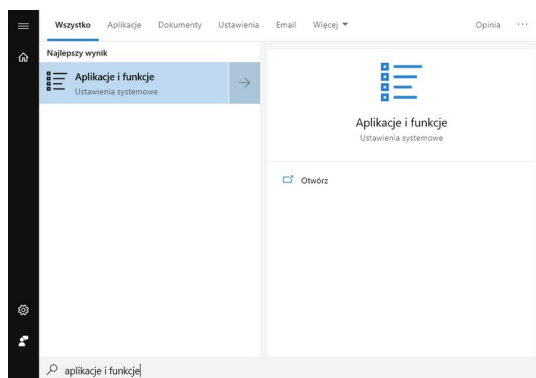 Wszystko Aplikacje Dokumenty Ustawienia Email Więcej Opinia
Najlepszy wynik
Aplikacje i funkcje
Ustawienia systemowe
Aplikacje i funkcje
Ustawienia systemowe
Otwórz
aplikacje i funkcje